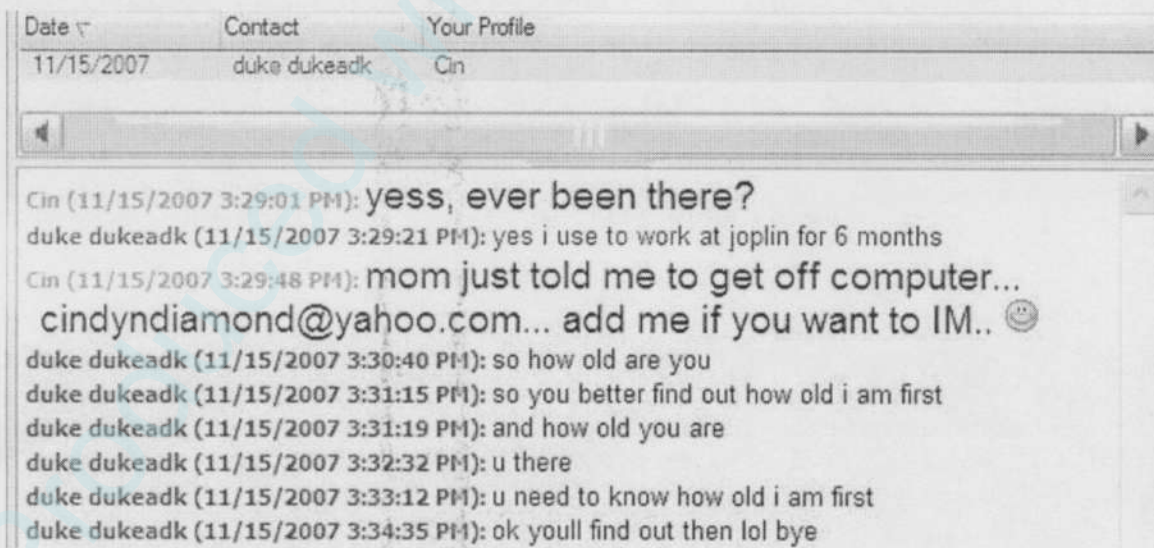 Date Contact Your Profile
11/15/2007 duke dukeadk Cin
Cin (11/15/2007 3:29:01 PM): yess, ever been there?
duke dukeadk (11/15/2007 3:29:21 PM): yes i use to work at joplin for 6 months
Cin (11/15/2007 3:29:48 PM): mom just told me to get off computer...
cindyndiamond@yahoo.com... add me if you want to IM..
duke dukeadk (11/15/2007 3:30:40 PM): so how old are you
duke dukeadk (11/15/2007 3:31:15 PM): so you better find out how old i am first
duke dukeadk (11/15/2007 3:31:19 PM): and how old you are
duke dukeadk (11/15/2007 3:32:32 PM): u there
duke dukeadk (11/15/2007 3:33:12 PM): u need to know how old i am first
duke dukeadk (11/15/2007 3:34:35 PM): ok youll find out then lol bye